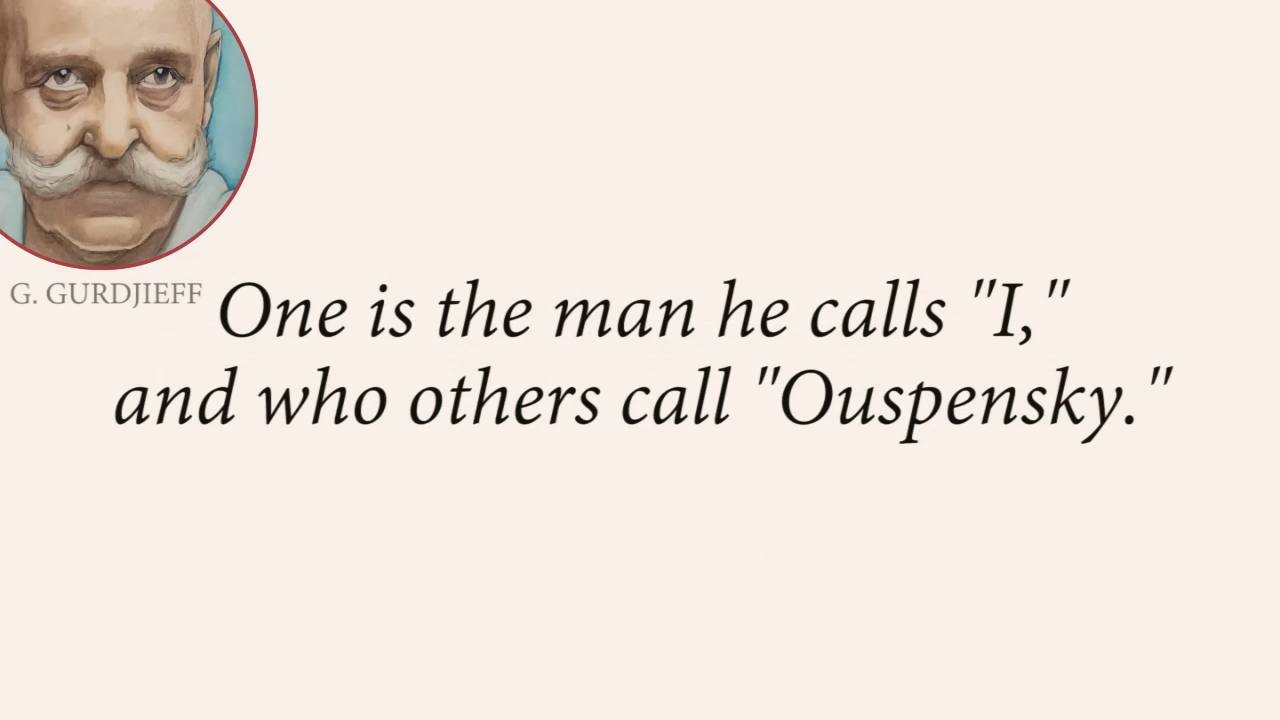 G. GURDJIEFF
One is the man he calls "I,"
and who others call "Ouspensky."